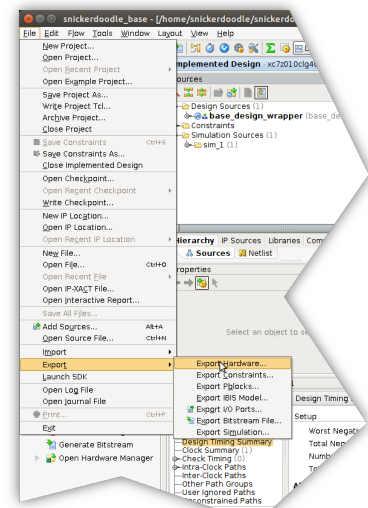 snickerdoodle_base - [/home/snickerdoodle/snickerdo
File Edit Flow Tools Window Layout View Help
New Project...
Open Project...
Open Recent Project
Open Example Project...
Save Project As...
Write Project Tcl...
Archive Project...
Close Project
Save Constraints Ctrl+S
Save Constraints As...
Close Implemented Design
Open Checkpoint...
Open Recent Checkpoint
Write Checkpoint...
New IP Location...
Open IP Location...
Open Recent IP Location
New File...
Open File... Ctrl+O
Open Recent File
Open IP-XACT File...
Open Interactive Report...
Save All Files...
Add Sources... Alt+A
Open Source File... Ctrl+N
Import
Export
Launch SDK
Open Log File
Open Journal File
Print... Ctrl+P
Exit
Export Hardware...
Export Constraints...
Export Pblocks...
Export IBIS Model...
Export I/O Ports...
Export Bitstream File...
Export Simulation...
Generate Bitstream
Open Hardware Manager
mplemented Design - xc7z010clg40
ources
Design Sources (1)
base_design_wrapper (base_de
Constraints
Simulation Sources (1)
sim_1 (1)
Hierarchy IP Sources Libraries Com
Sources Netlist
roperties
Select an object to se
Design Timing
Setup
Worst Negati
Total Neg
Numb
To
Design Timing Summary
Clock Summary (1)
Check Timing (0)
Intra-Clock Paths
Inter-Clock Paths
Other Path Groups
User Ignored Paths
nconstrained Paths